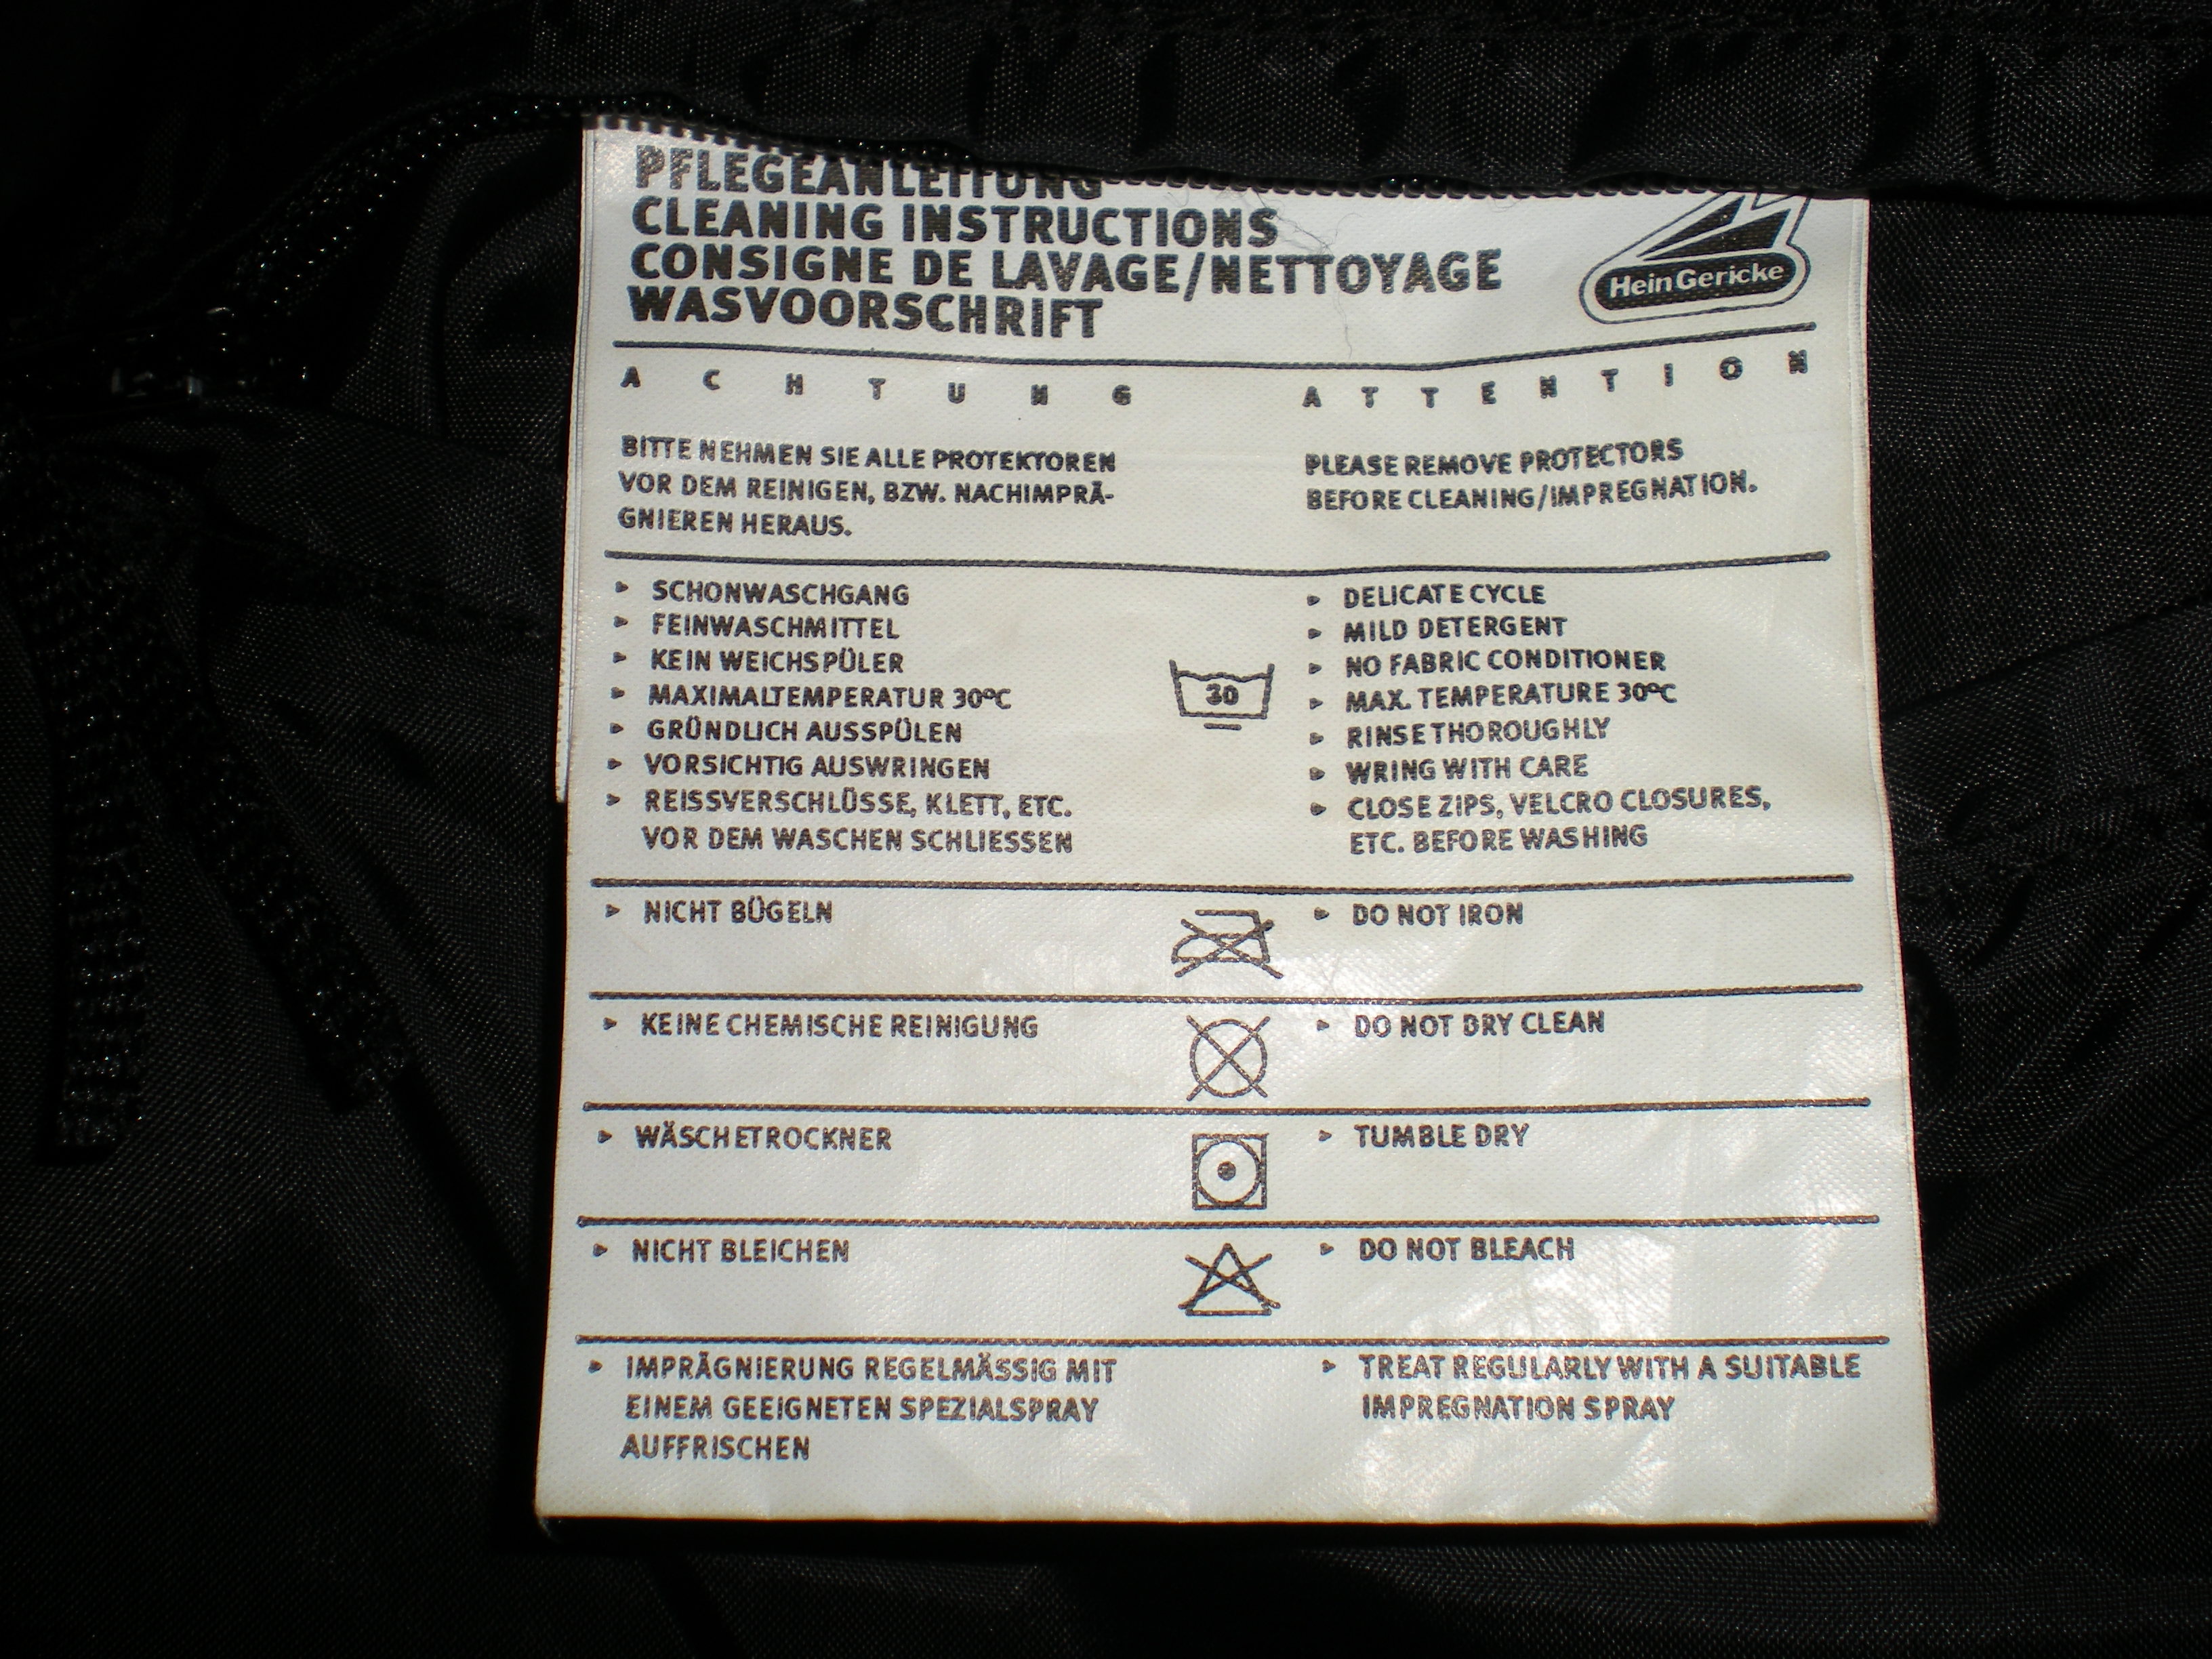 PFLEGEANLEITUNG
CLEANING INSTRUCTIONS
CONSIGNE DE LAVAGE/NETTOYAGE
WASVOORSCHRIFT
HeinGericke
ACHTUNG
BITTE NEHMEN SIE ALLE PROTEKTOREN
VOR DEM REINIGEN, BZW. NACHIMPRÄ-
GNIEREN HERAUS.
ATTENTION
PLEASE REMOVE PROTECTORS
BEFORE CLEANING/IMPREGNATION.
SCHONWASCHGANG
FEINWASCHMITTEL
KEIN WEICHSPÜLER
MAXIMALTEMPERATUR 30ºC
GRÜNDLICH AUSSPÜLEN
VORSICHTIG AUSWRINGEN
REISSVERSCHLÜSSE, KLETT, ETC.
VOR DEM WASCHEN SCHLIESSEN
30
DELICATE CYCLE
MILD DETERGENT
NO FABRIC CONDITIONER
MAX. TEMPERATURE 30ºC
RINSE THOROUGHLY
WRING WITH CARE
CLOSE ZIPS, VELCRO CLOSURES,
ETC. BEFORE WASHING
NICHT BÜGELN
DO NOT IRON
KEINE CHEMISCHE REINIGUNG
DO NOT DRY CLEAN
WÄSCHETROCKNER
TUMBLE DRY
NICHT BLEICHEN
DO NOT BLEACH
IMPRÄGNIERUNG REGELMÄSSIG MIT
EINEM GEEIGNETEN SPEZIALSPRAY
AUFFRISCHEN
TREAT REGULARLY WITH A SUITABLE
IMPREGNATION SPRAY